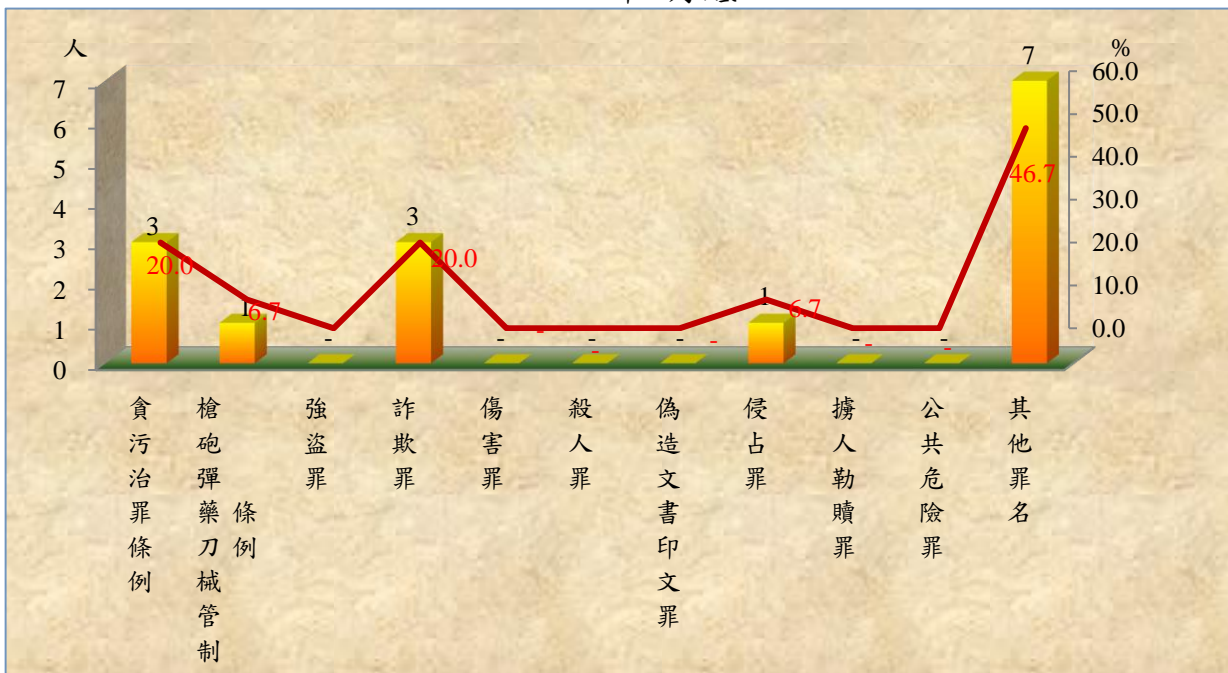 人
%
7
6
5
4
3
2
1
0
60.0
50.0
40.0
30.0
20.0
10.0
0.0
3
1
-
3
-
-
-
1
-
-
7
20.0
6.7
20.0
-
-
-
6.7
-
-
46.7
貪污治罪條例
槍砲彈藥刀械管制
條例
強盜罪
詐欺罪
傷害罪
殺人罪
偽造文書印文罪
侵占罪
擄人勒贖罪
公共危險罪
其他罪名